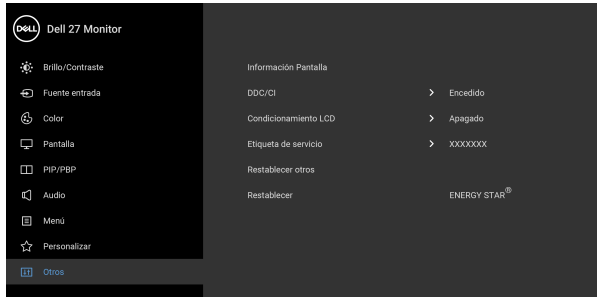 DELL Dell 27 Monitor
Brillo/Contraste
Fuente entrada
Color
Pantalla
PIP/PBP
Audio
Menú
Personalizar
Otros
Información Pantalla
DDC/CI > Encedido
Condicionamiento LCD > Apagado
Etiqueta de servicio > XXXXXXX
Restablecer otros
Restablecer ENERGY STAR®